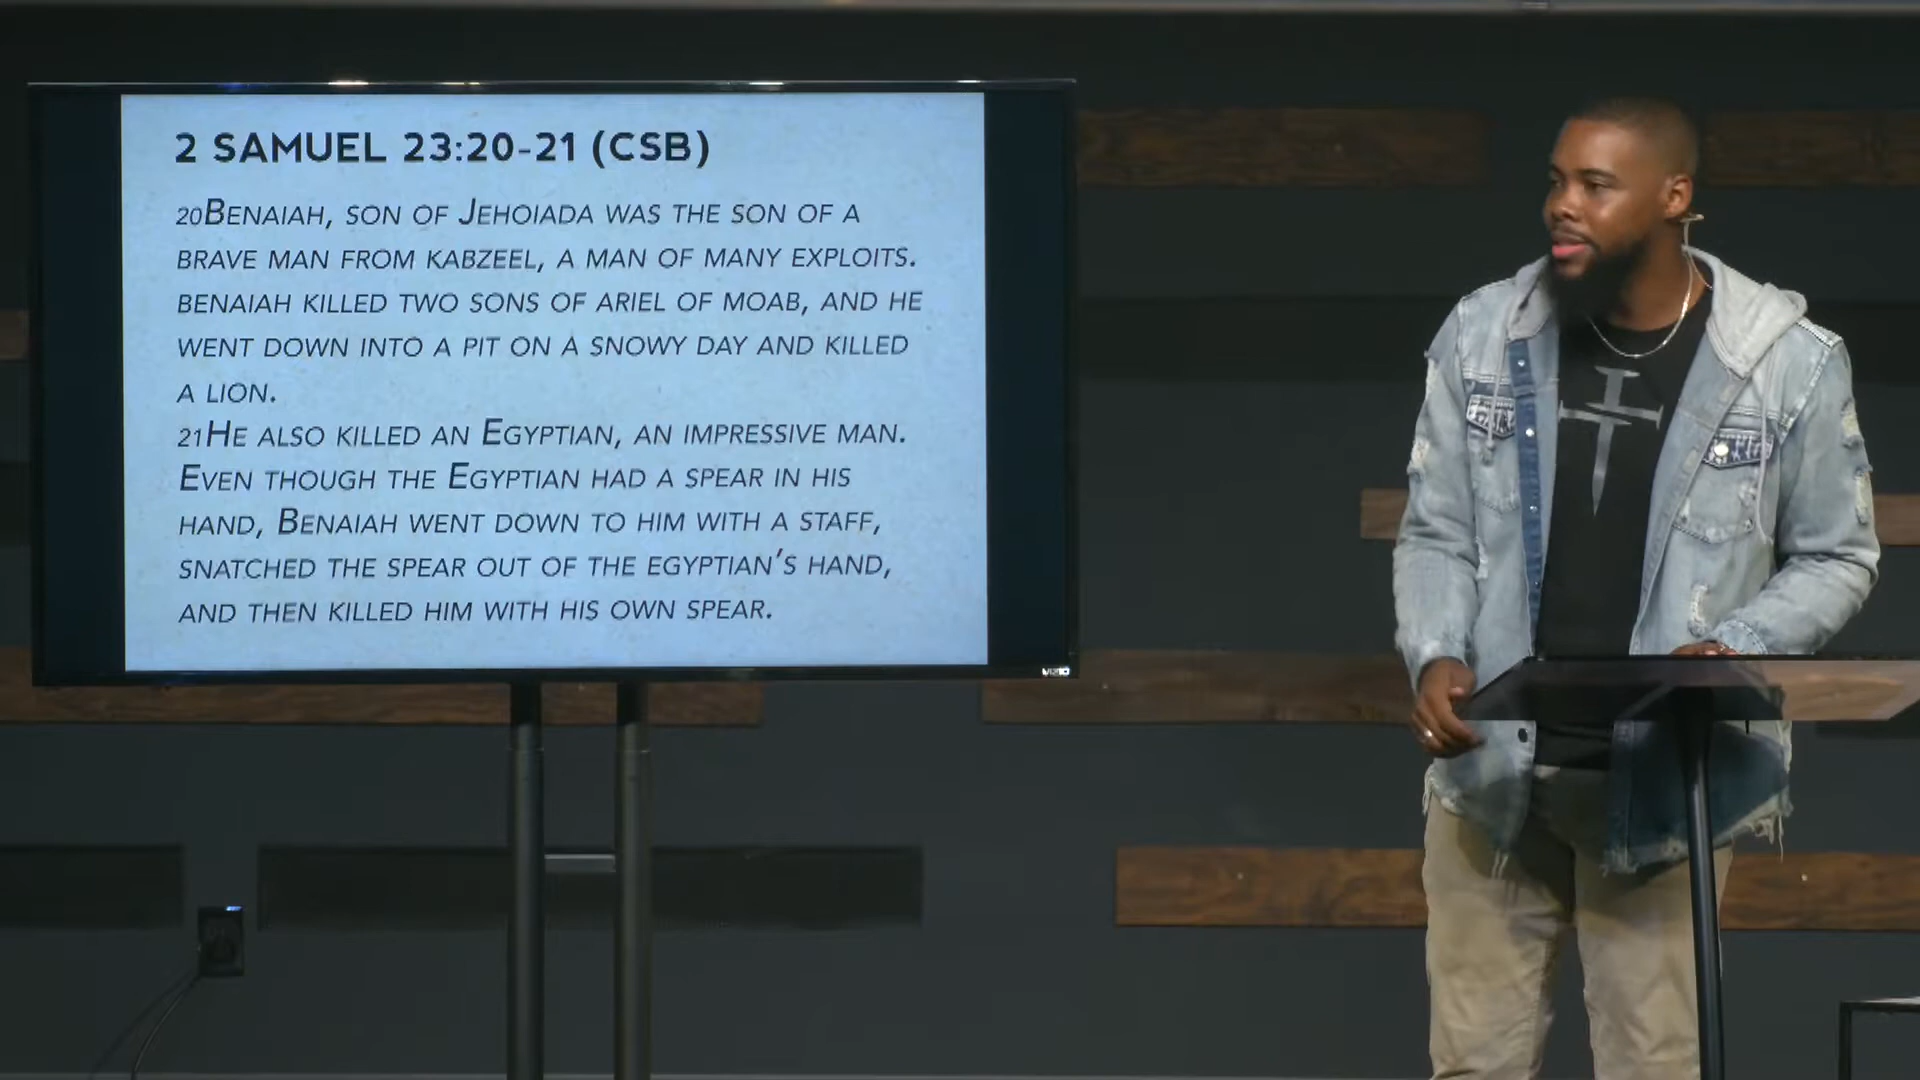 2 SAMUEL 23:20-21 (CSB)
20BENAIAH, SON OF JEHOIADA WAS THE SON OF A
BRAVE MAN FROM KABZEEL, A MAN OF MANY EXPLOITS.
BENAIAH KILLED TWO SONS OF ARIEL OF MOAB, AND HE
WENT DOWN INTO A PIT ON A SNOWY DAY AND KILLED
A LION.
21HE ALSO KILLED AN EGYPTIAN, AN IMPRESSIVE MAN.
EVEN THOUGH THE EGYPTIAN HAD A SPEAR IN HIS
HAND, BENAIAH WENT DOWN TO HIM WITH A STAFF,
SNATCHED THE SPEAR OUT OF THE EGYPTIAN'S HAND,
AND THEN KILLED HIM WITH HIS OWN SPEAR.
VIZIO